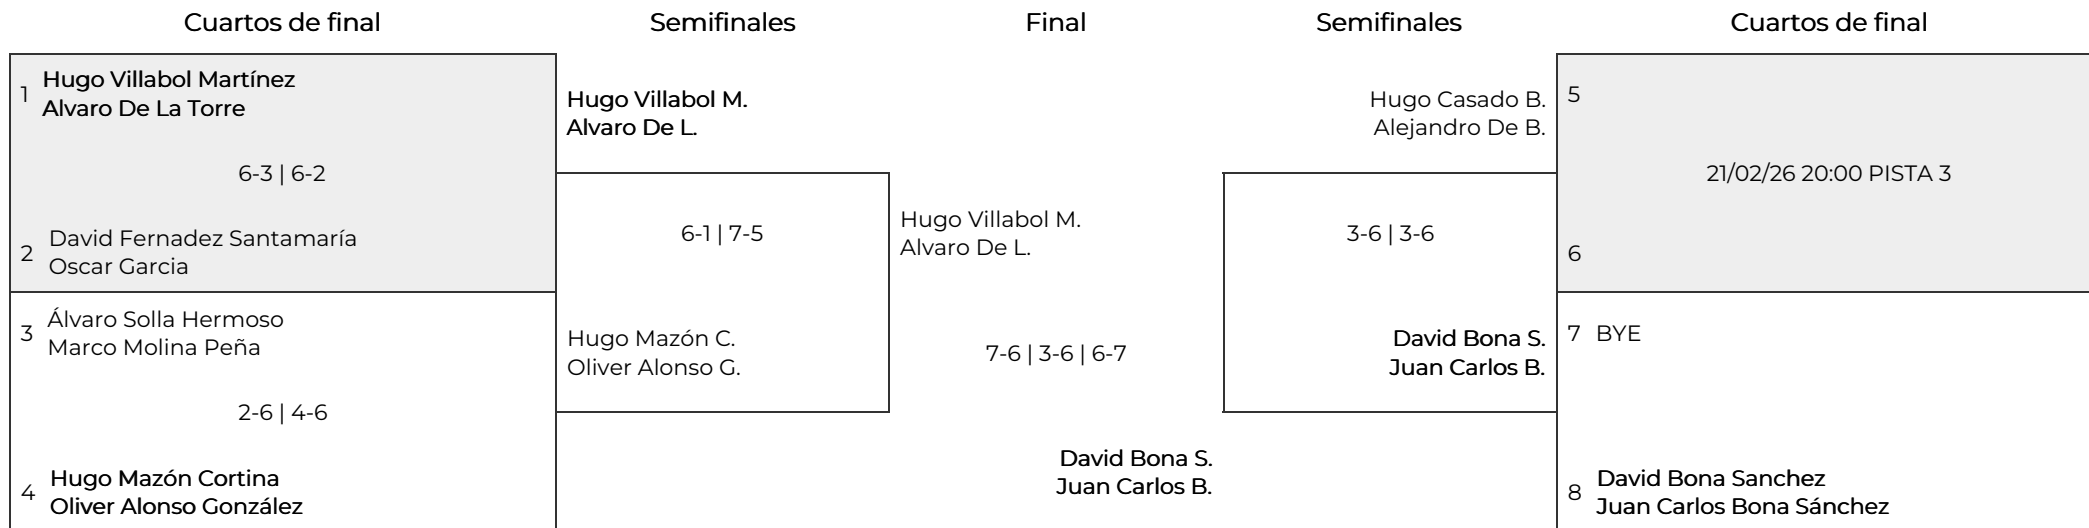 Cuartos de final
Semifinales
Final
Semifinales
Cuartos de final
1
Hugo Villabol Martínez
Alvaro De La Torre
6-3 | 6-2
2
David Fernadez Santamaría
Oscar Garcia
3
Álvaro Solla Hermoso
Marco Molina Peña
2-6 | 4-6
4
Hugo Mazón Cortina
Oliver Alonso González
Hugo Villabol M.
Alvaro De L.
6-1 | 7-5
Hugo Mazón C.
Oliver Alonso G.
Hugo Villabol M.
Alvaro De L.
7-6 | 3-6 | 6-7
David Bona S.
Juan Carlos B.
Hugo Casado B.
Alejandro De B.
3-6 | 3-6
David Bona S.
Juan Carlos B.
5
21/02/26 20:00 PISTA 3
6
7 BYE
8
David Bona Sanchez
Juan Carlos Bona Sánchez